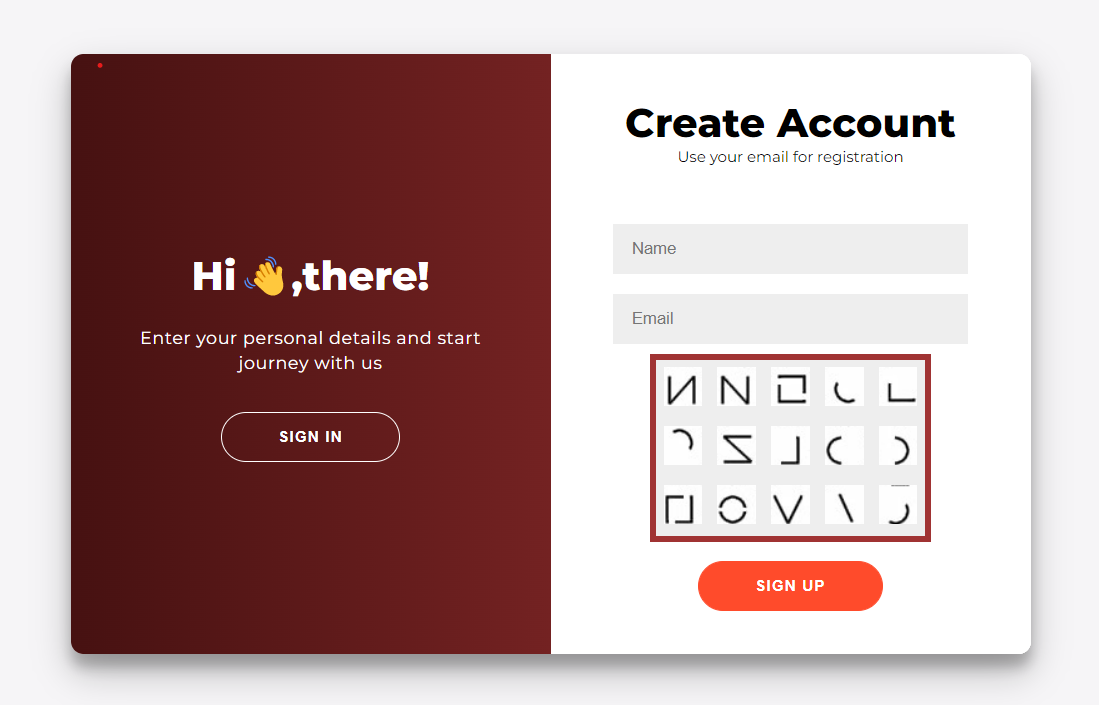 Hi 👋,there!
Enter your personal details and start
journey with us
SIGN IN
Create Account
Use your email for registration
Name
Email
SIGN UP